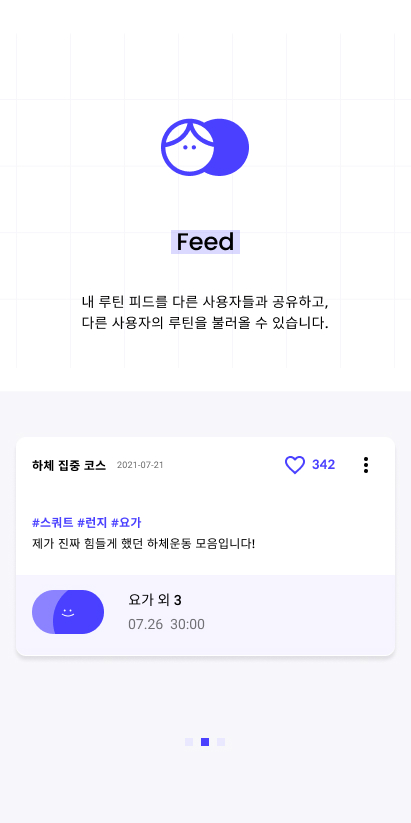 Feed
내 루틴 피드를 다른 사용자들과 공유하고,
다른 사용자의 루틴을 불러올 수 있습니다.
하체 집중 코스 2021-07-21 342
#스쿼트 #런지 #요가
제가 진짜 힘들게 했던 하체운동 모음입니다!
요가 외 3
07.26 30:00